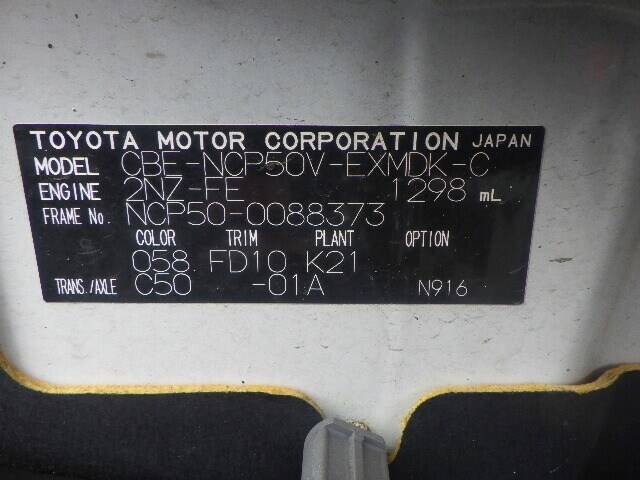 TOYOTA MOTOR CORPORATION JAPAN
MODEL CBE-NCP50V-EXMDK-C
ENGINE 2NZ-FE 1298 mL
FRAME No. NCP50-0088373
COLOR TRIM PLANT OPTION
058 FD10 K21
TRANS./AXLE C50 -01A N916